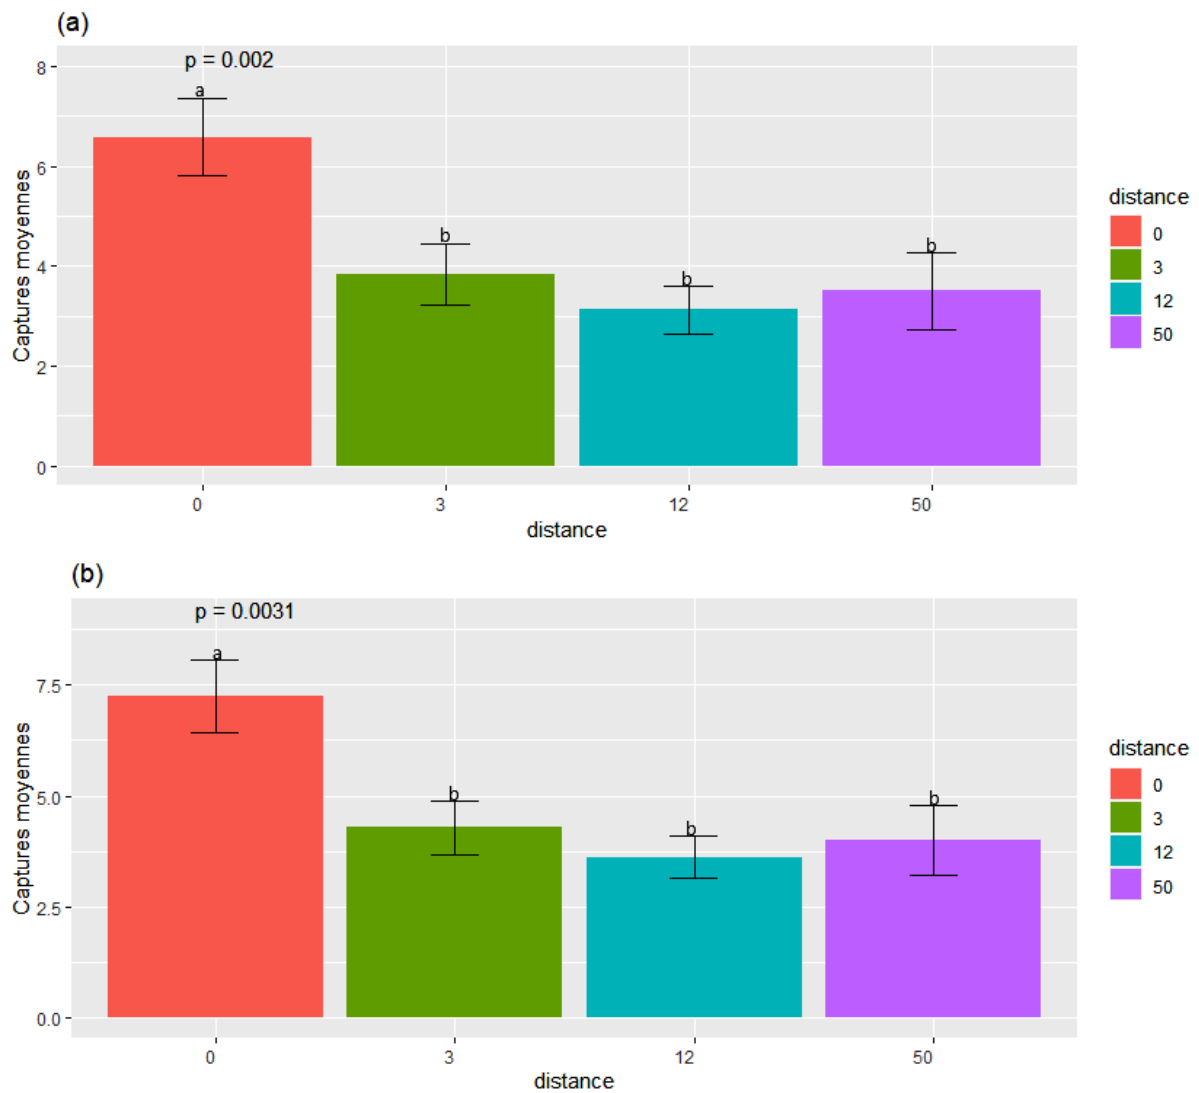 (a)
p = 0.002
a
b
b
b
8
6
4
2
0
Captures moyennes
0 3 12 50
distance
distance
0
3
12
50
(b)
p = 0.0031
a
b
b
b
7.5
5.0
2.5
0.0
Captures moyennes
0 3 12 50
distance
distance
0
3
12
50